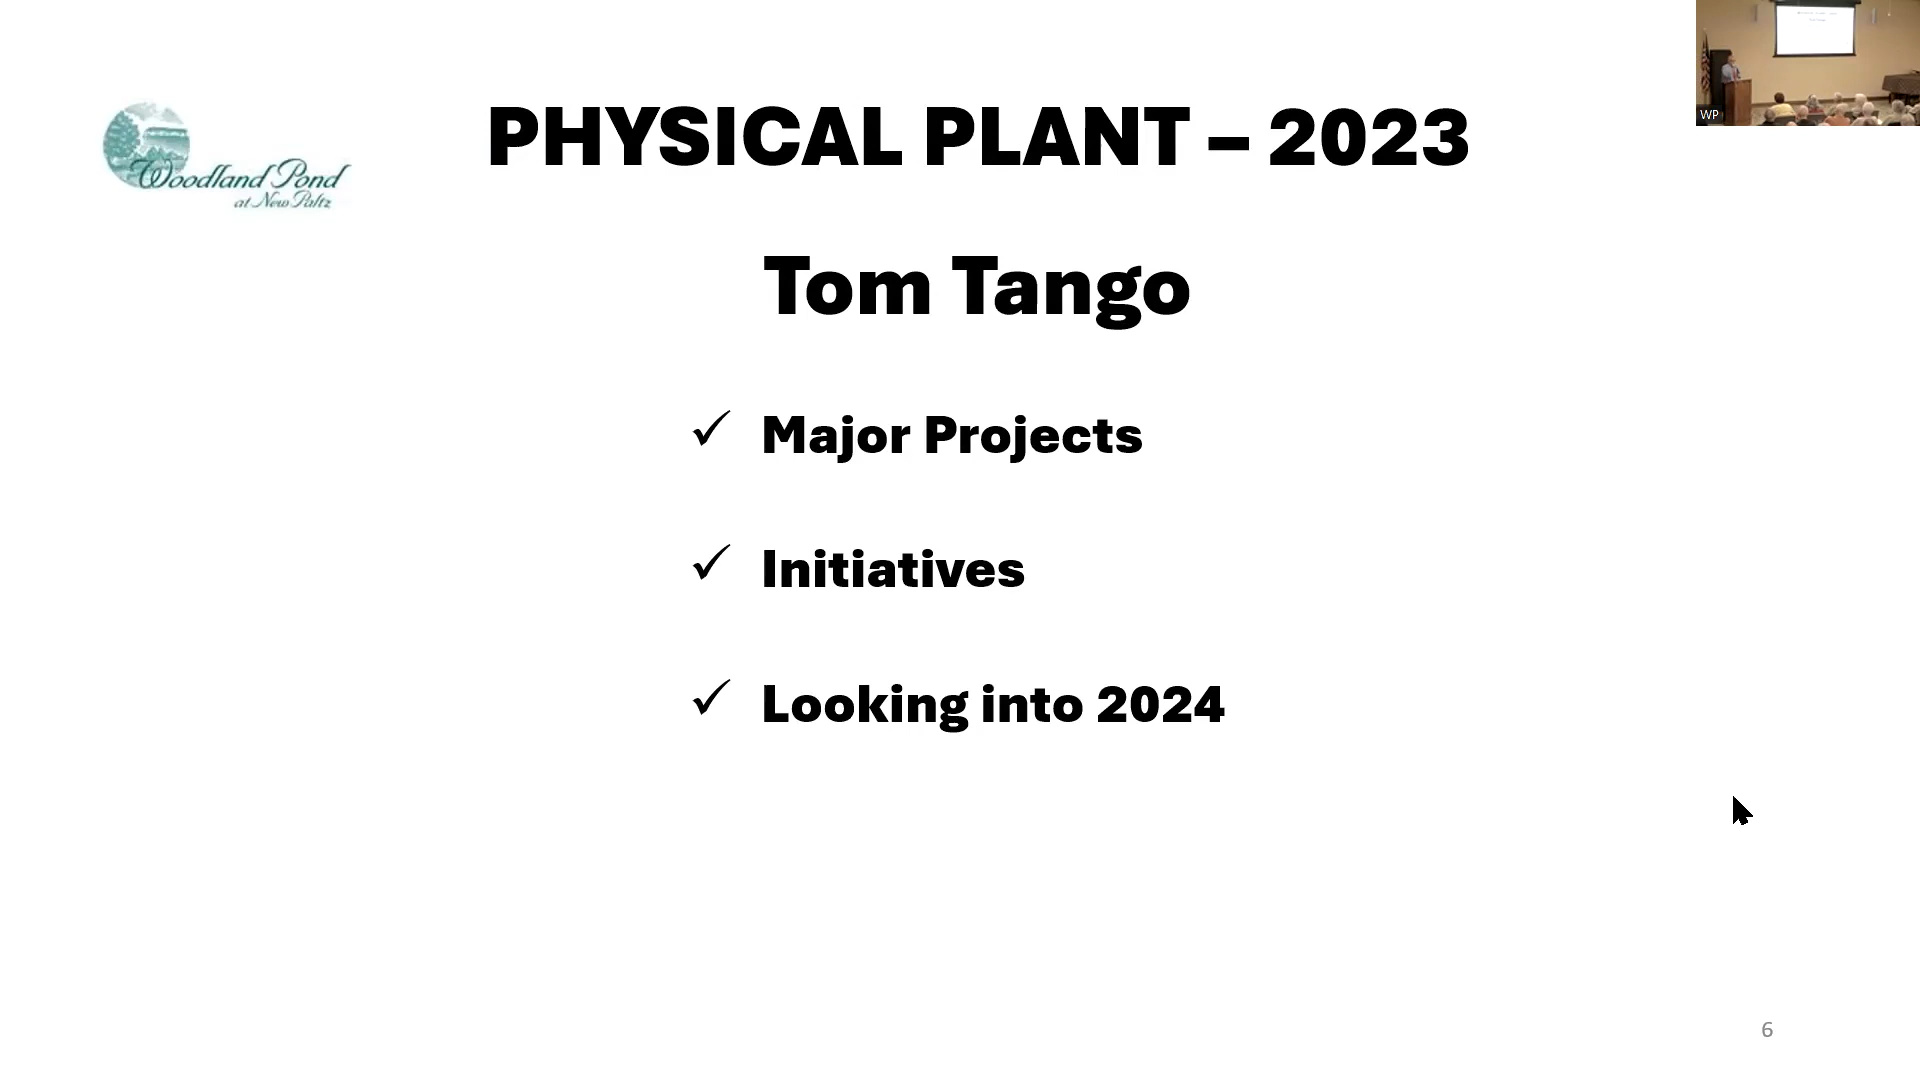 Woodland Pond
at New Paltz
PHYSICAL PLANT – 2023
Tom Tango
✓ Major Projects
✓ Initiatives
✓ Looking into 2024
WP
6